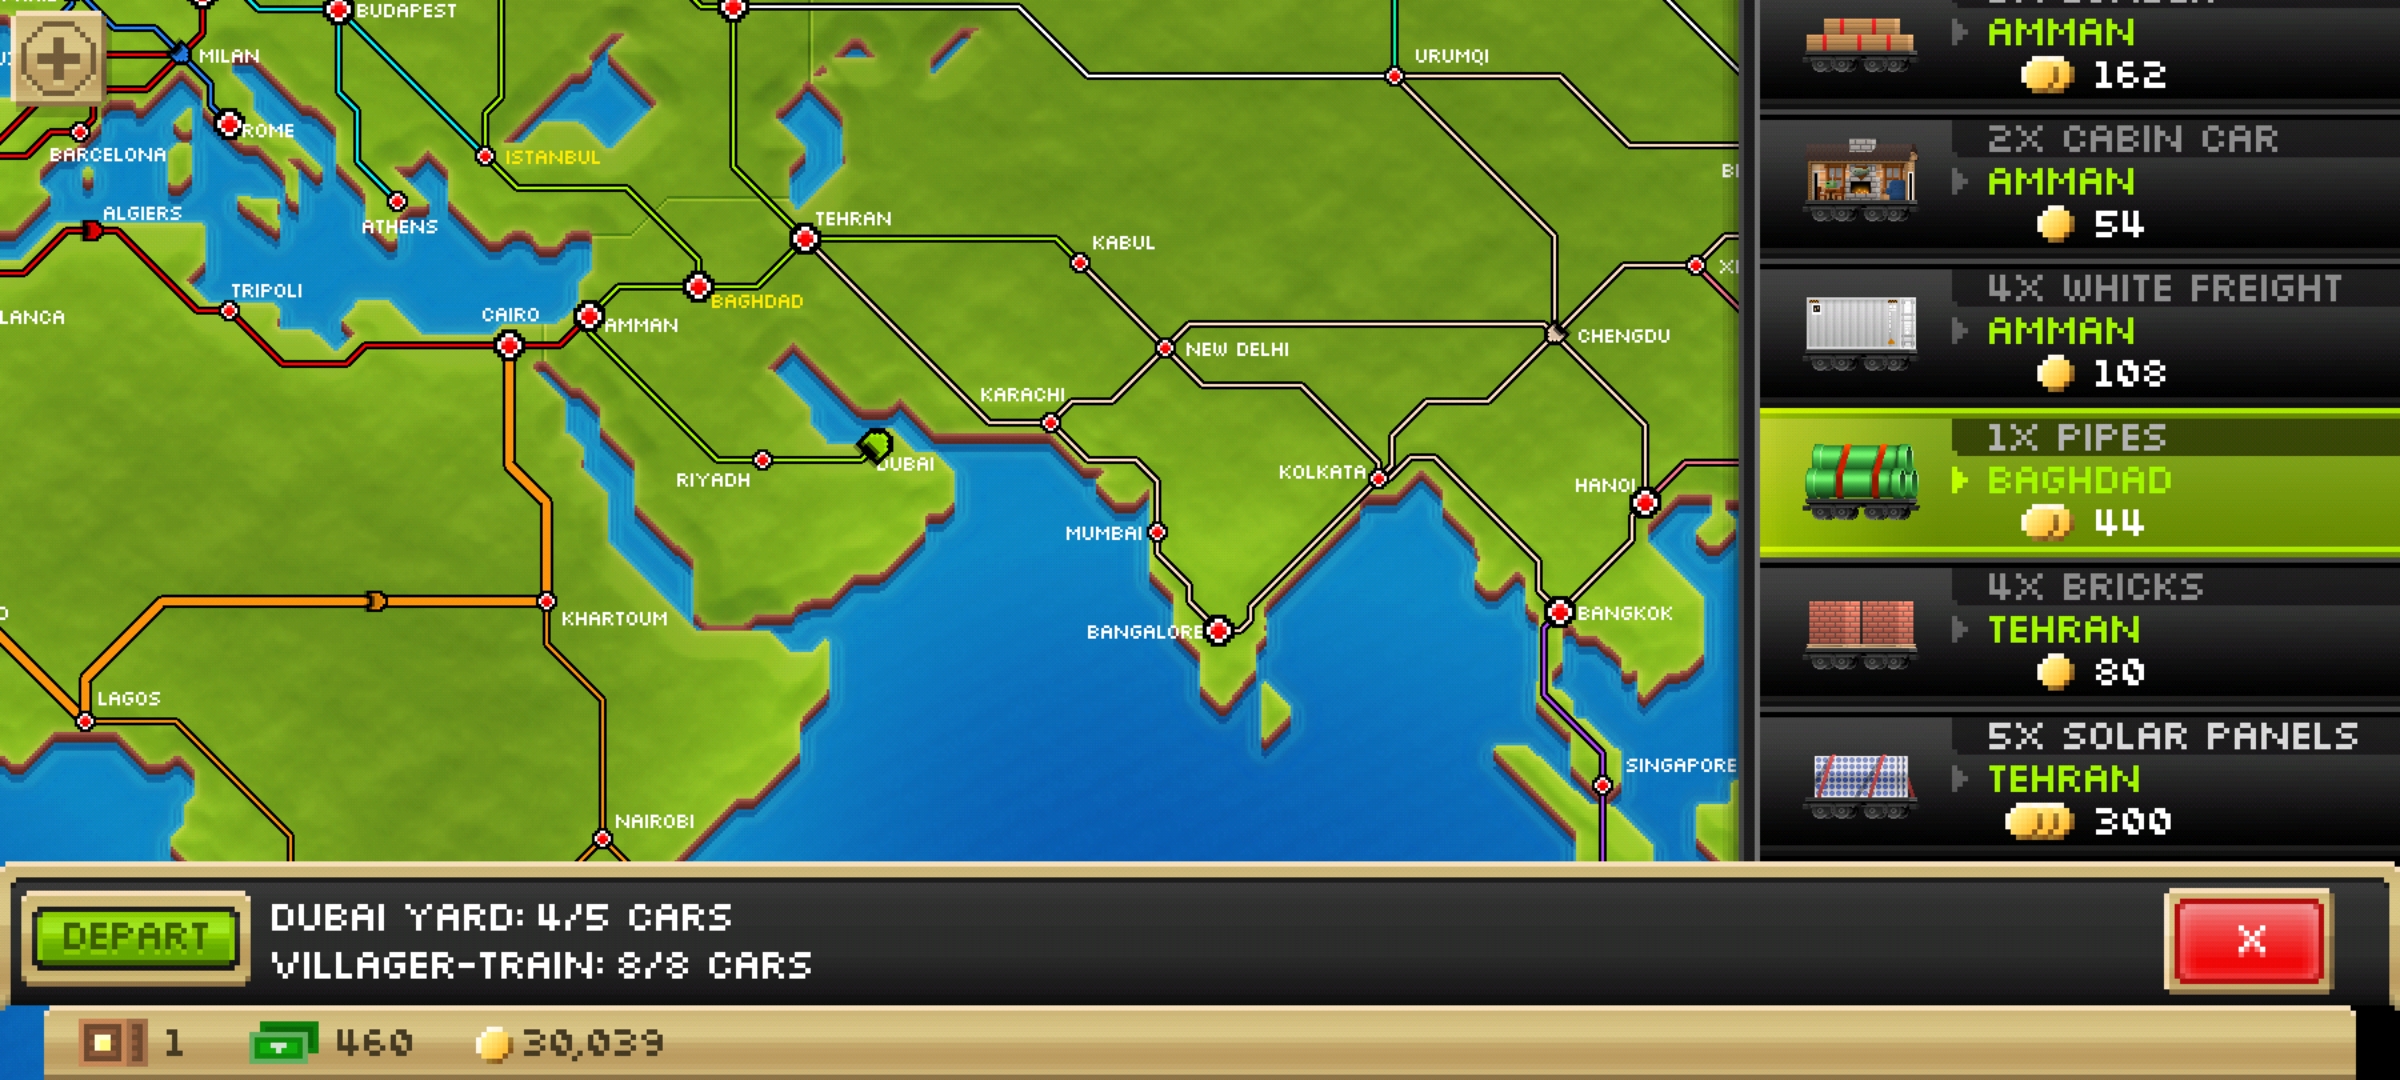 BUDAPEST
MILAN
URUMQI
ROME
BARCELONA
ISTANBUL
ALGIERS
ATHENS
TEHRAN
KABUL
TRIPOLI
BAGHDAD
LANCA
CAIRO
AMMAN
NEW DELHI
CHENGDU
KARACHI
RIYADH
DUBAI
KOLKATA
HANOI
MUMBAI
KHARTOUM
BANGALORE
BANGKOK
LAGOS
SINGAPORE
NAIROBI
AMMAN
162
2X CABIN CAR
AMMAN
54
4X WHITE FREIGHT
AMMAN
108
1X PIPES
BAGHDAD
44
4X BRICKS
TEHRAN
80
5X SOLAR PANELS
TEHRAN
300
DEPART
DUBAI YARD: 4/5 CARS
VILLAGER-TRAIN: 8/8 CARS
X
1
460
30,039